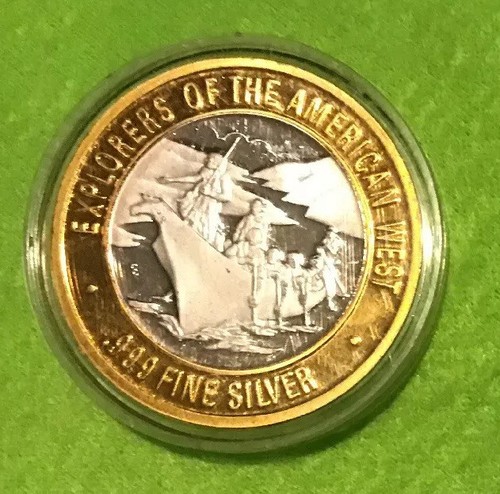 EXPLORERS OF THE AMERICAN WEST
.999 FINE SILVER